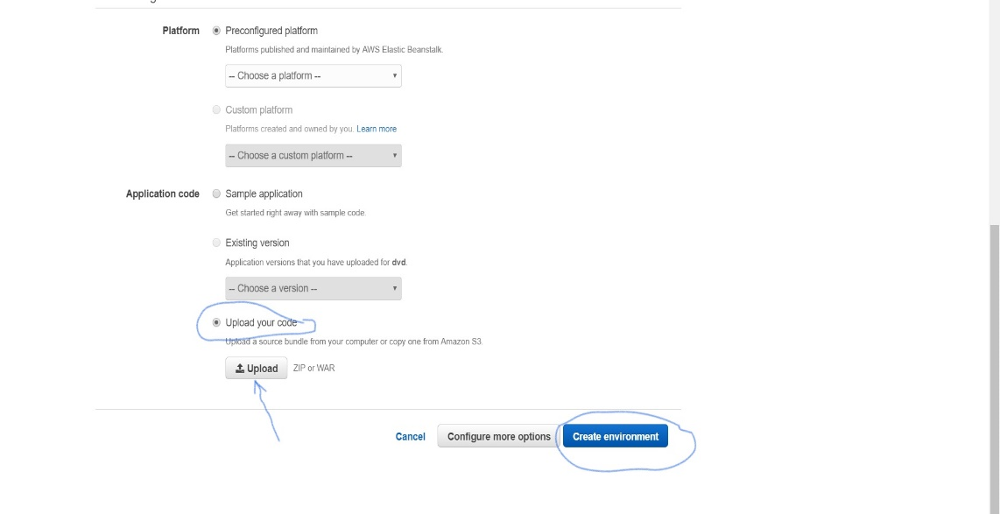 Platform Preconfigured platform
Platforms published and maintained by AWS Elastic Beanstalk.
-- Choose a platform --
Custom platform
Platforms created and owned by you. Learn more
-- Choose a custom platform --
Application code Sample application
Get started right away with sample code.
Existing version
Application versions that you have uploaded for dvd.
-- Choose a version --
Upload your code
Upload a source bundle from your computer or copy one from Amazon S3.
Upload ZIP or WAR
Cancel Configure more options Create environment